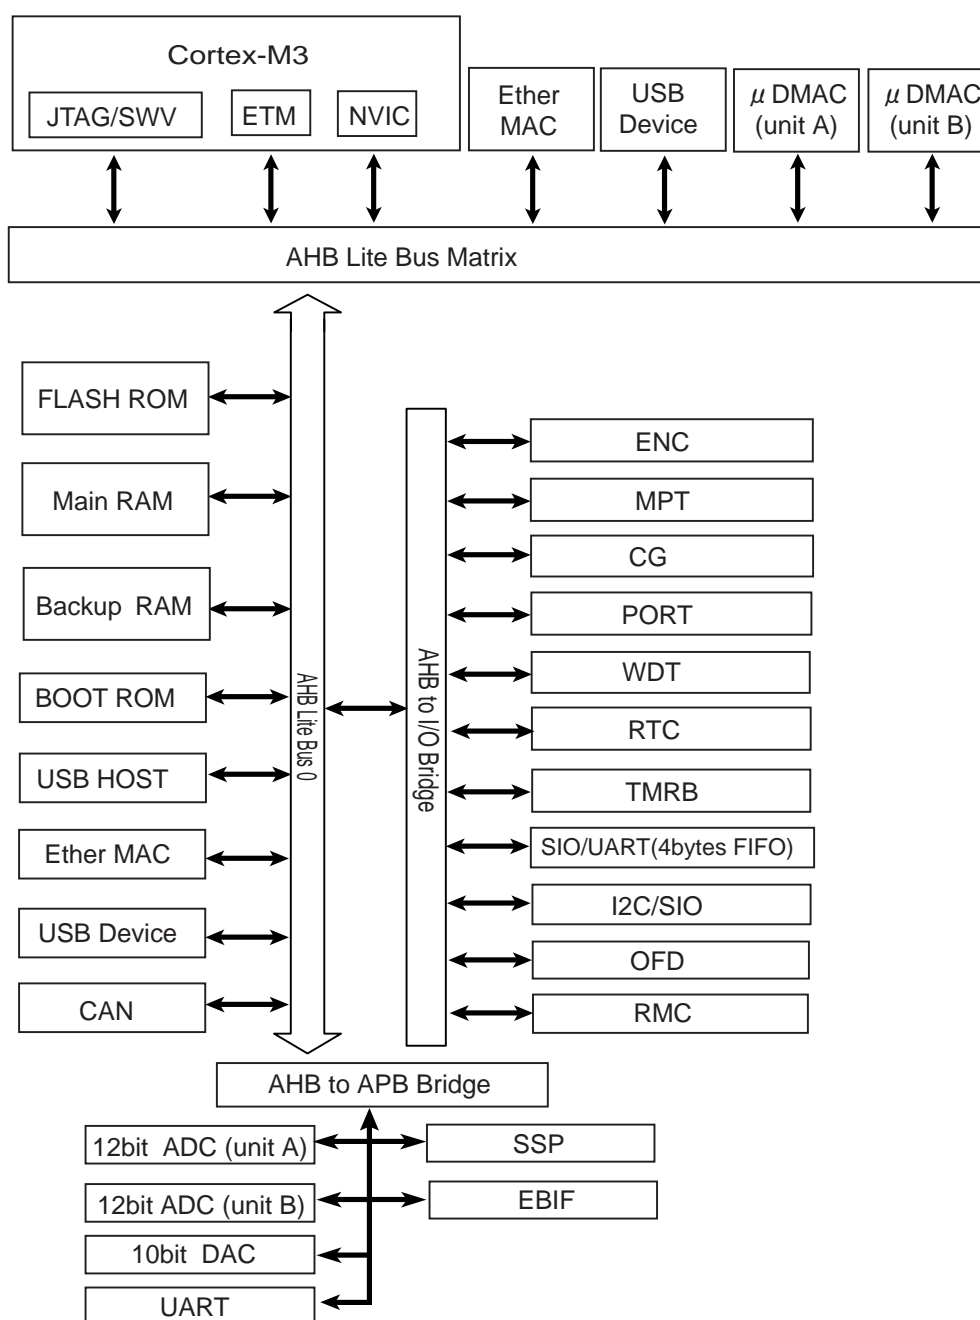 Cortex-M3
JTAG/SWV
ETM
NVIC
Ether
MAC
USB
Device
μ DMAC
(unit A)
μ DMAC
(unit B)
AHB Lite Bus Matrix
FLASH ROM
Main RAM
Backup RAM
BOOT ROM
USB HOST
Ether MAC
USB Device
CAN
AHB Lite Bus 0
AHB to I/O Bridge
ENC
MPT
CG
PORT
WDT
RTC
TMRB
SIO/UART(4bytes FIFO)
I2C/SIO
OFD
RMC
AHB to APB Bridge
12bit ADC (unit A)
SSP
12bit ADC (unit B)
EBIF
10bit DAC
UART